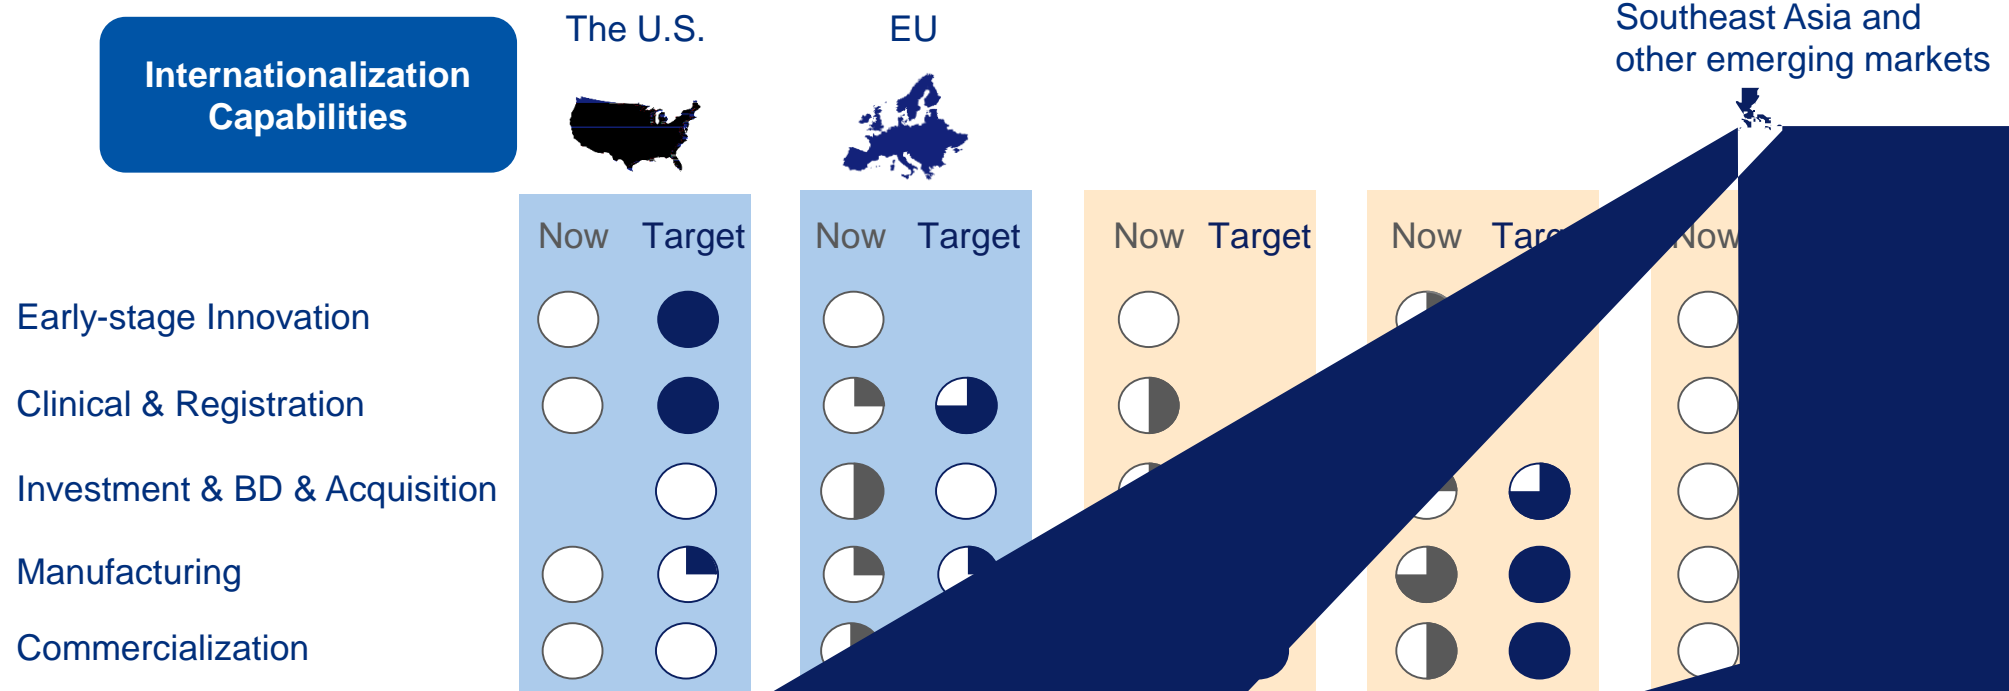 The U.S.
EU
Southeast Asia and
other emerging markets
Internationalization
Capabilities
Now Target
Now Target
Now Target
Now
Now
Early-stage Innovation
Clinical & Registration
Investment & BD & Acquisition
Manufacturing
Commercialization